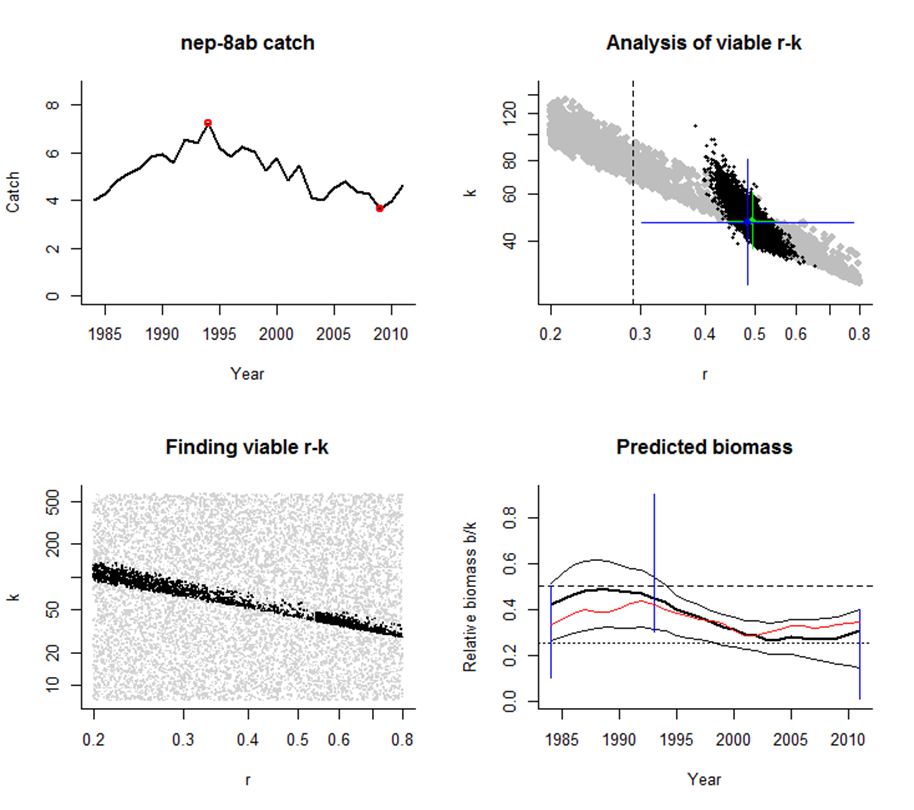 nep-8ab catch
Catch
8
6
4
2
0
1985 1990 1995 2000 2005 2010
Year
Analysis of viable r-k
k
120
80
60
40
0.2 0.3 0.4 0.5 0.6 0.8
r
Finding viable r-k
k
500
200
50
20
10
0.2 0.3 0.4 0.5 0.6 0.8
r
Predicted biomass
Relative biomass b/k
0.8
0.6
0.4
0.2
0.0
1985 1990 1995 2000 2005 2010
Year